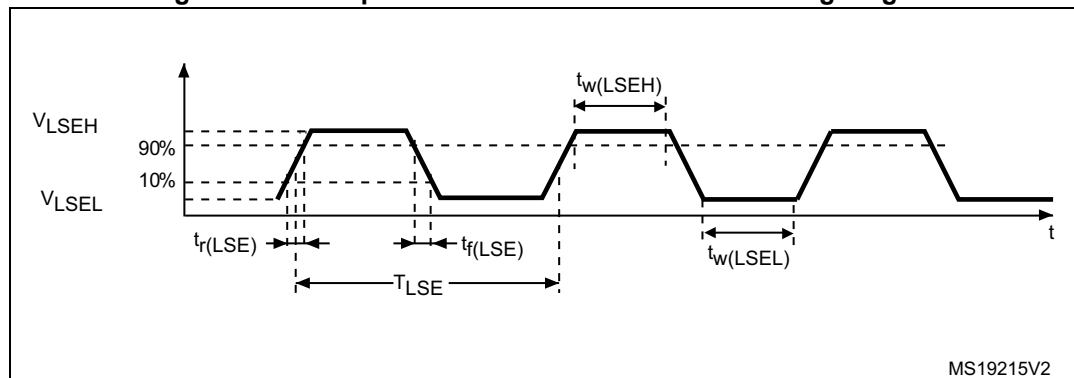 tw(LSEH)
VLSEH
90%
10%
VLSEL
tr(LSE)
tf(LSE)
tw(LSEL)
t
TLSE
MS19215V2